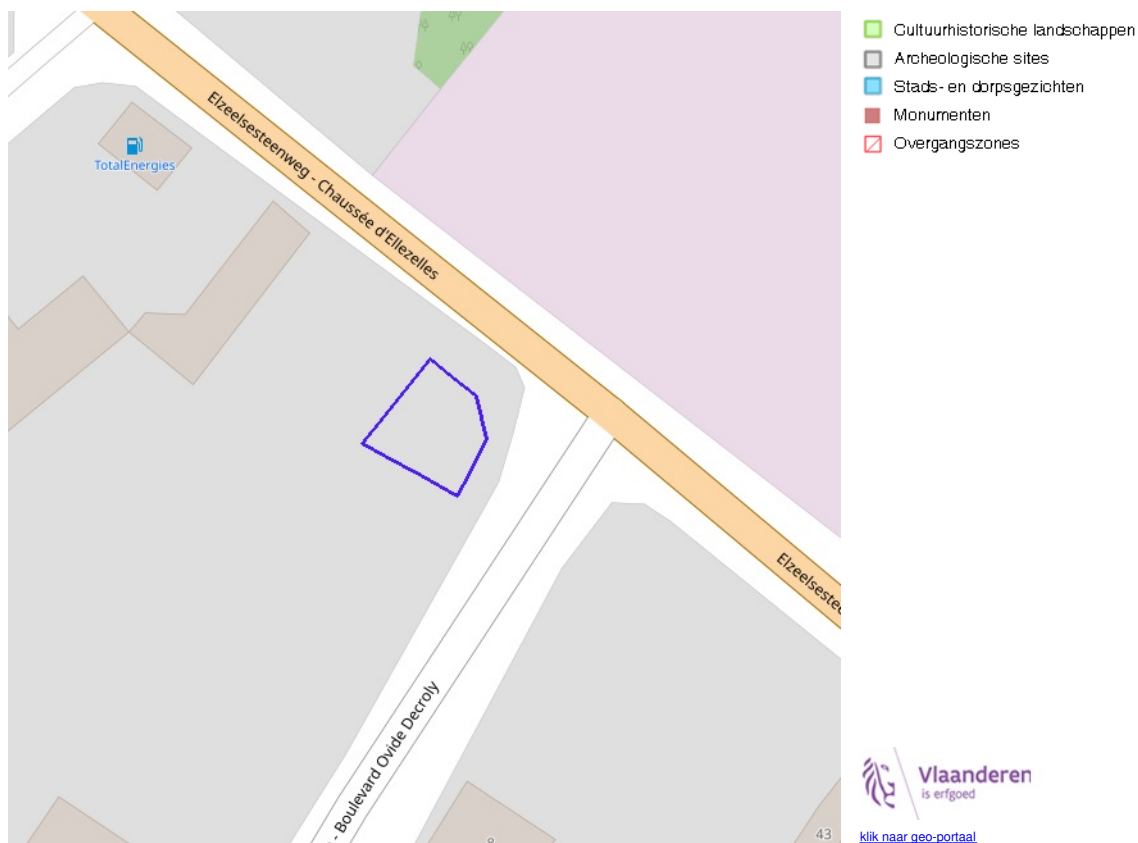 Cultuurhistorische landschappen
Archeologische sites
Stads- en dorpsgezichten
Monumenten
Overgangszones
TotalEnergies
Elzeelsesteenweg - Chaussée d'Ellezelles
Elzeelsestee
- Boulevard Ovide Decroly
43
Vlaanderen
is erfgoed
klik naar geo-portaal